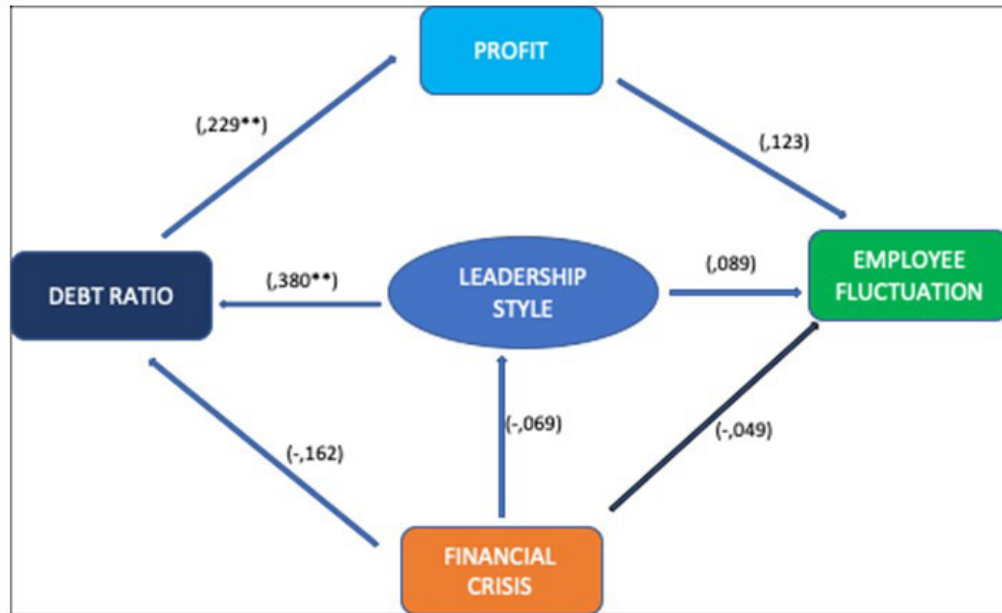 PROFIT
(,229**)
(,123)
DEBT RATIO
(,380**)
LEADERSHIP
STYLE
(,089)
EMPLOYEE
FLUCTUATION
(-,162)
(-,069)
(-,049)
FINANCIAL
CRISIS